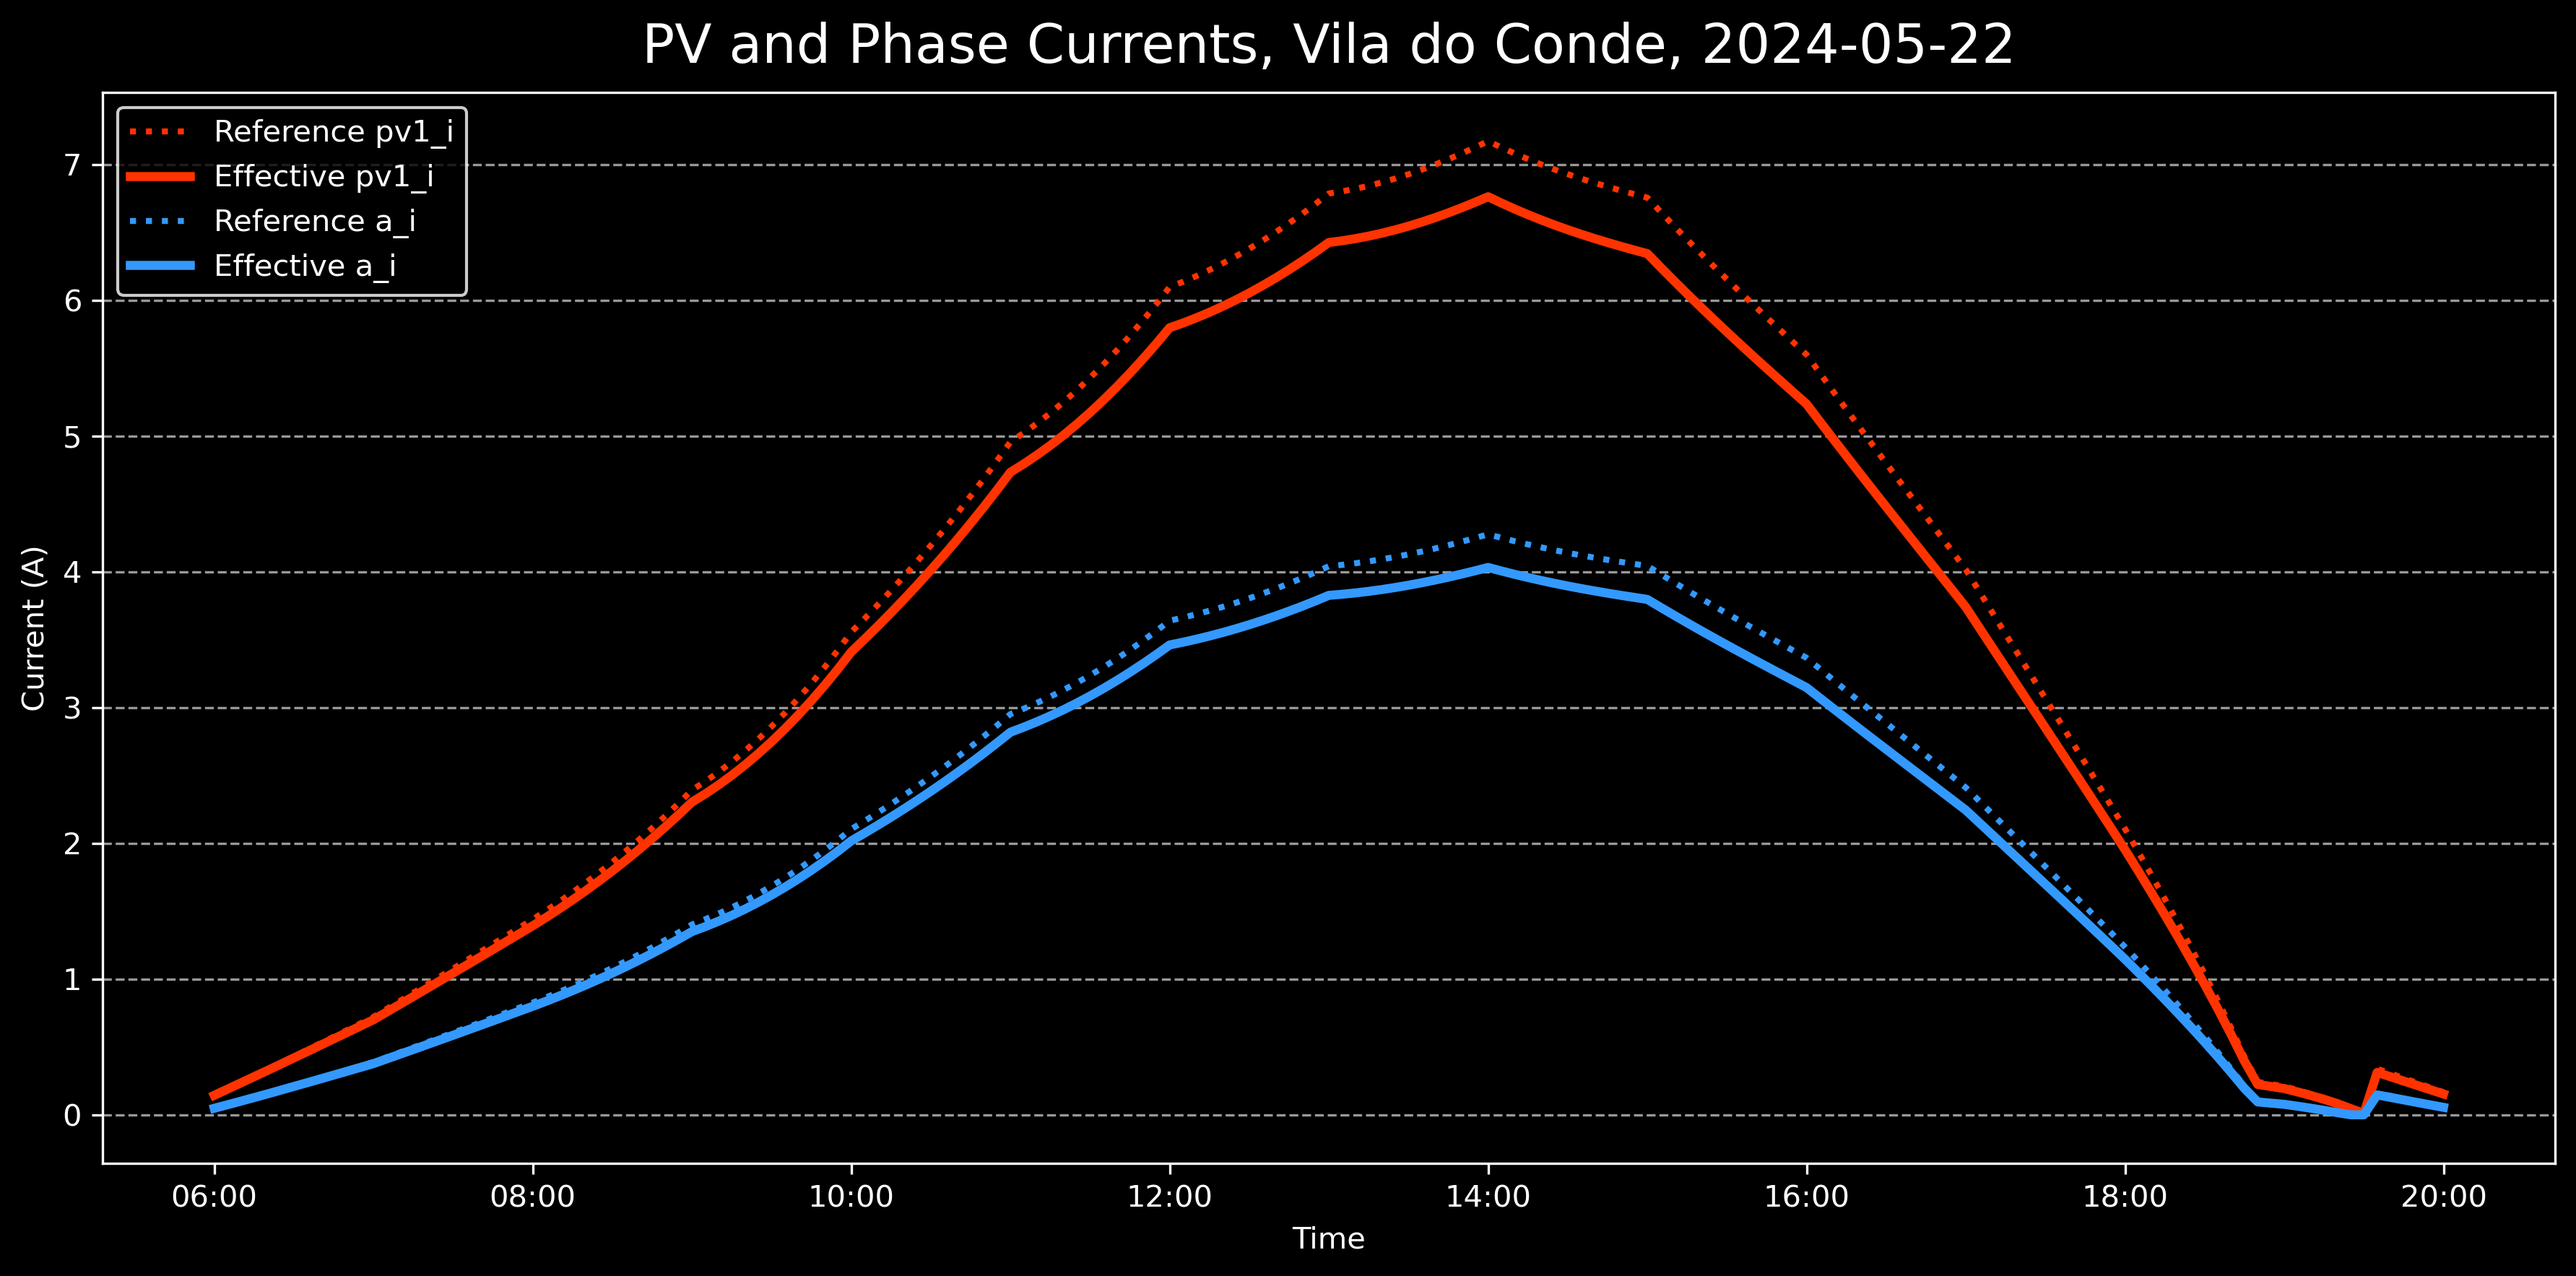 PV and Phase Currents, Vila do Conde, 2024-05-22
Reference pv1_i
Effective pv1_i
Reference a_i
Effective a_i
Current (A)
7
6
5
4
3
2
1
0
06:00 08:00 10:00 12:00 14:00 16:00 18:00 20:00
Time